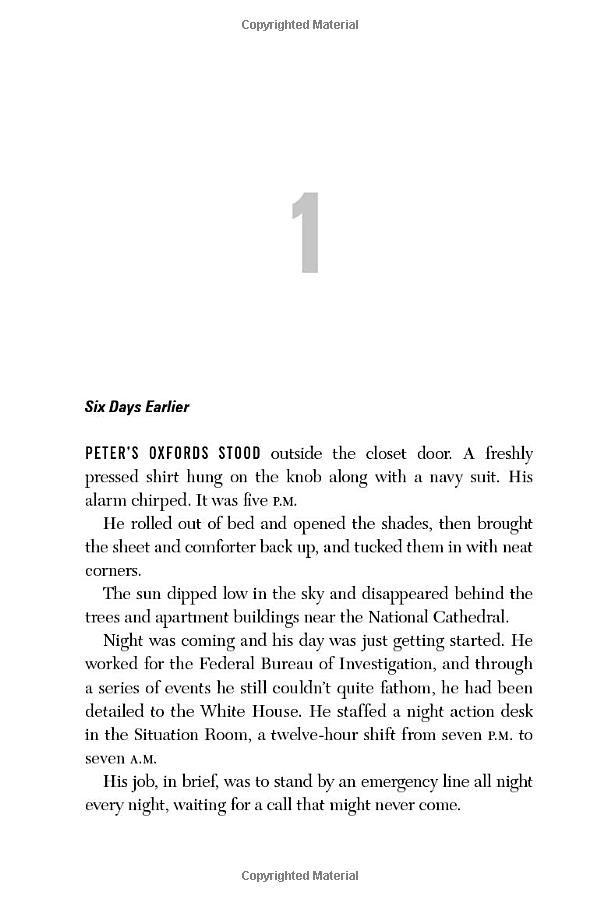 Copyrighted Material
1
Six Days Earlier
PETER'S OXFORDS STOOD outside the closet door. A freshly
pressed shirt hung on the knob along with a navy suit. His
alarm chirped. It was five P.M.
He rolled out of bed and opened the shades, then brought
the sheet and comforter back up, and tucked them in with neat
corners.
The sun dipped low in the sky and disappeared behind the
trees and apartment buildings near the National Cathedral.
Night was coming and his day was just getting started. He
worked for the Federal Bureau of Investigation, and through
a series of events he still couldn't quite fathom, he had been
detailed to the White House. He staffed a night action desk
in the Situation Room, a twelve-hour shift from seven P.M. to
seven A.M.
His job, in brief, was to stand by an emergency line all night
every night, waiting for a call that might never come.
Copyrighted Material